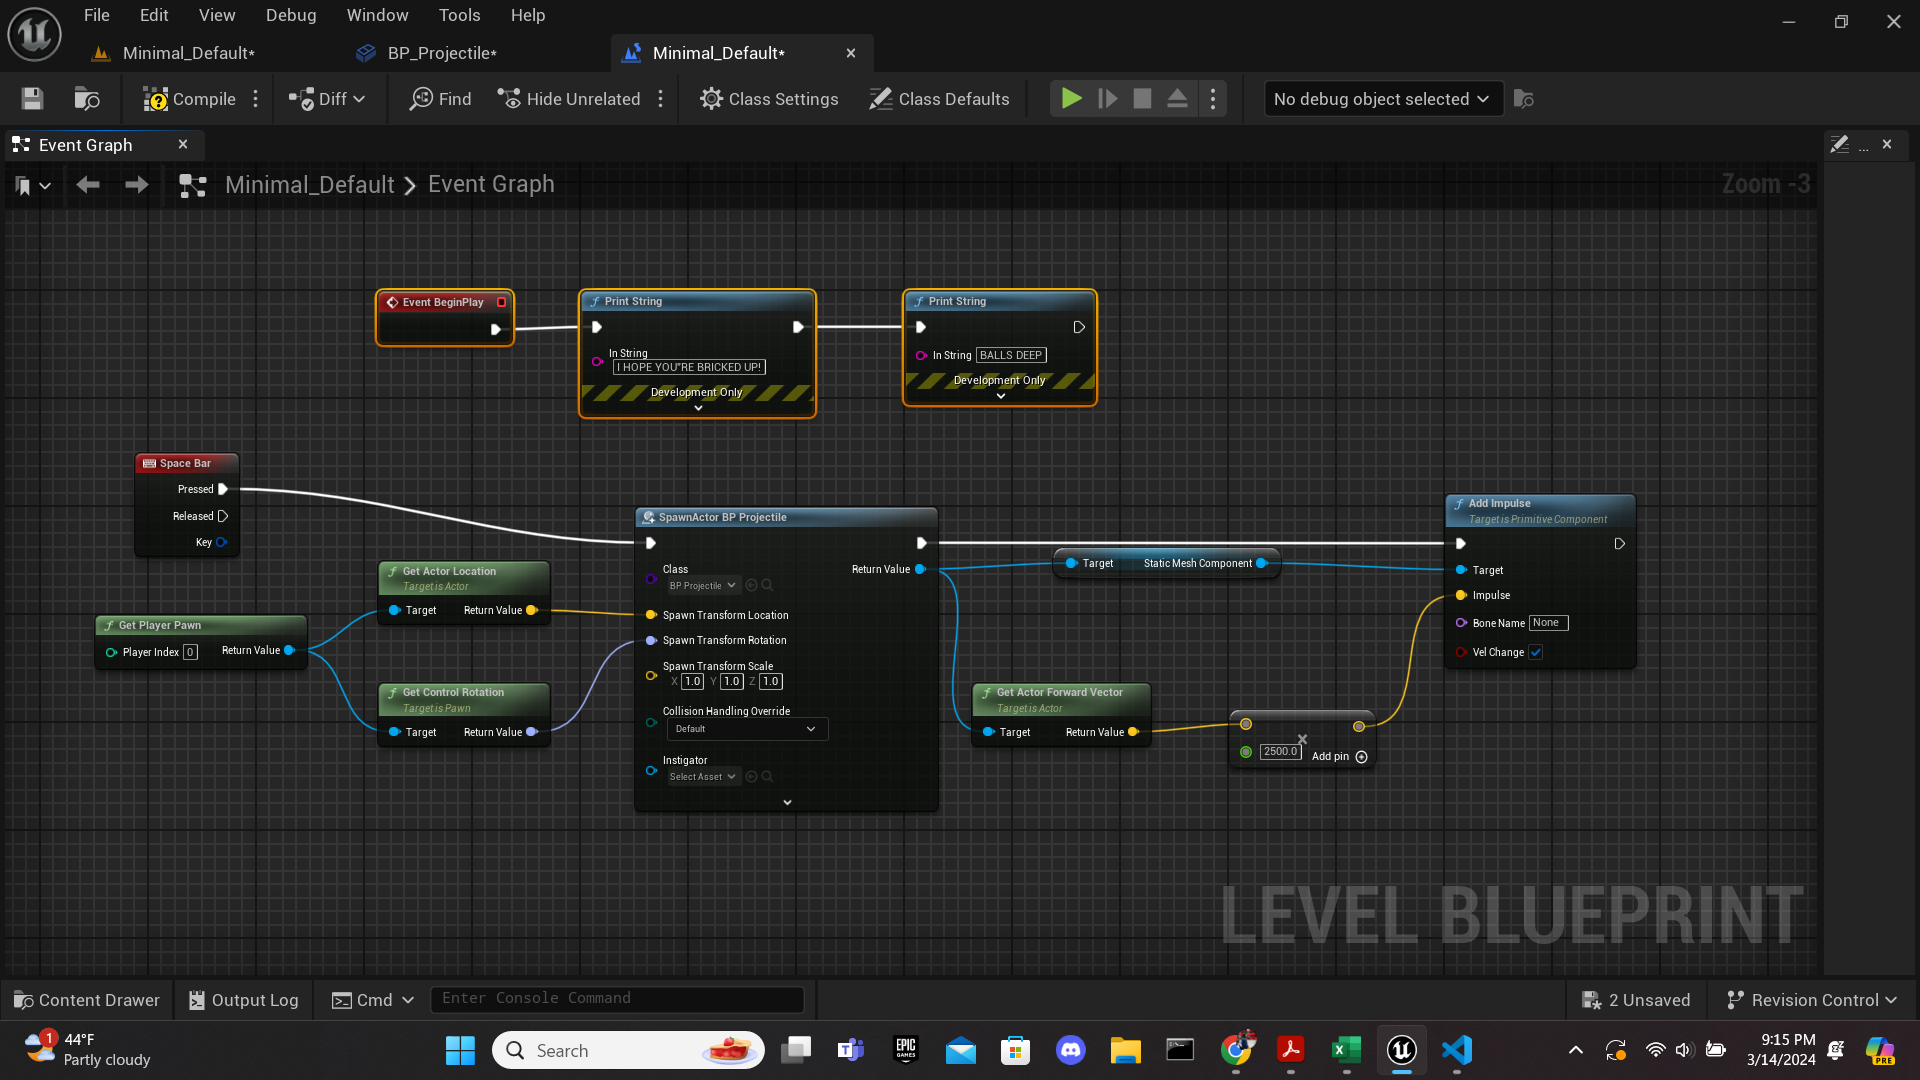 File Edit View Debug Window Tools Help
Minimal_Default* BP_Projectile* Minimal_Default*
Compile Diff Find Hide Unrelated Class Settings Class Defaults No debug object selected
Event Graph ...
Minimal_Default > Event Graph Zoom -3
Event BeginPlay
Print String
In String
I HOPE YOU"RE BRICKED UP!
Development Only
Print String
In String BALLS DEEP
Development Only
Space Bar
Pressed
Released
Key
Get Player Pawn
Player Index 0 Return Value
Get Actor Location
Target is Actor
Target Return Value
Get Control Rotation
Target is Pawn
Target Return Value
SpawnActor BP Projectile
Class Return Value
BP Projectile
Spawn Transform Location
Spawn Transform Rotation
Spawn Transform Scale
X 1.0 Y 1.0 Z 1.0
Collision Handling Override
Default
Instigator
Select Asset
Target Static Mesh Component
Get Actor Forward Vector
Target is Actor
Target Return Value
2500.0 Add pin
Add Impulse
Target is Primitive Component
Target
Impulse
Bone Name None
Vel Change
LEVEL BLUEPRINT
Content Drawer Output Log Cmd Enter Console Command 2 Unsaved Revision Control
1 44°F
Partly cloudy
Search
EPIC GAMES
9:15 PM
3/14/2024
PRE